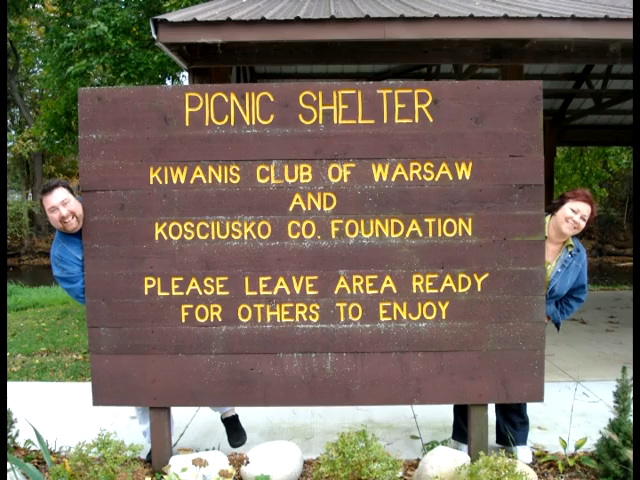 PICNIC SHELTER
KIWANIS CLUB OF WARSAW
AND
KOSCIUSKO CO. FOUNDATION
PLEASE LEAVE AREA READY
FOR OTHERS TO ENJOY